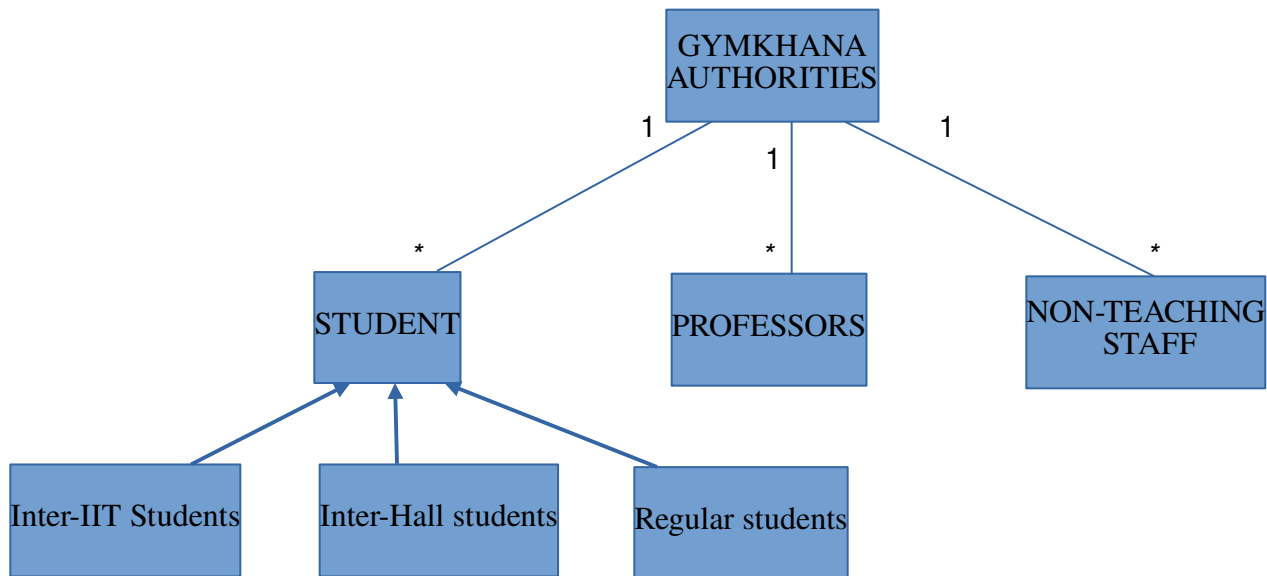 GYMKHANA
AUTHORITIES
1
1
1
*
*
*
STUDENT
PROFESSORS
NON-TEACHING
STAFF
Inter-IIT Students
Inter-Hall students
Regular students